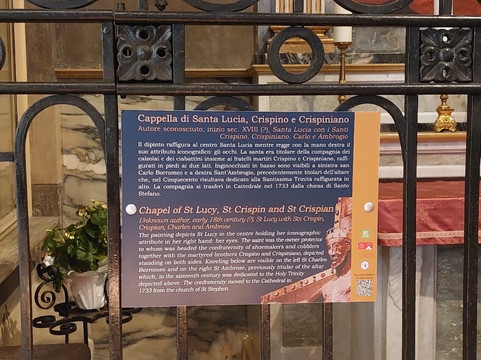 Cappella di Santa Lucia, Crispino e Crispiniano
Autore sconosciuto, inizio sec. XVIII (?), Santa Lucia con i Santi
Crispino, Crispiniano, Carlo e Ambrogio
Il dipinto raffigura al centro Santa Lucia mentre regge con la mano destra il
suo attributo iconografico: gli occhi. La santa era titolare della compagnia dei
calzolai e dei ciabattini insieme ai fratelli martiri Crispino e Crispiniano, raffi-
gurati in piedi ai due lati. Inginocchiati in basso sono visibili a sinistra san
Carlo Borromeo e a destra Sant'Ambrogio, precedentemente titolari dell'altare
che, nel Cinquecento risultava dedicato alla Santissima Trinità raffigurata in
alto. La compagnia si trasferì in Cattedrale nel 1733 dalla chiesa di Santo
Stefano.
Chapel of St Lucy, St Crispin and St Crispian
Unknown author, early 18th century (?), St Lucy with Sts Crispin,
Crispian, Charles and Ambrose
The painting depicts St Lucy in the centre holding her iconographic
attribute in her right hand: her eyes. The saint was the owner protector
of whom was headed the confraternity of shoemakers and cobblers
together with the martyred brothers Crispino and Crispiniano, depicted
standing on both sides. Kneeling below are visible on the left St Charles
Borromeo and on the right St Ambrose, previously titular of the altar
which, in the sixteenth century was dedicated to the Holy Trinity
depicted above. The confraternity moved to the Cathedral in
1733 from the church of St Stephen.